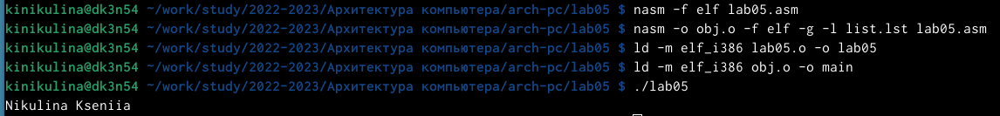 kinikulina@dk3n54 ~/work/study/2022-2023/Архитектура компьютера/arch-pc/lab05 $ nasm -f elf lab05.asm
kinikulina@dk3n54 ~/work/study/2022-2023/Архитектура компьютера/arch-pc/lab05 $ nasm -o obj.o -f elf -g -l list.lst lab05.asm
kinikulina@dk3n54 ~/work/study/2022-2023/Архитектура компьютера/arch-pc/lab05 $ ld -m elf_i386 lab05.o -o lab05
kinikulina@dk3n54 ~/work/study/2022-2023/Архитектура компьютера/arch-pc/lab05 $ ld -m elf_i386 obj.o -o main
kinikulina@dk3n54 ~/work/study/2022-2023/Архитектура компьютера/arch-pc/lab05 $ ./lab05
Nikulina Kseniia